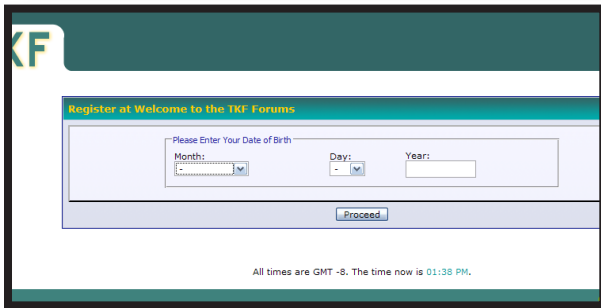 KF
Register at Welcome to the TKF Forums
Please Enter Your Date of Birth
Month: Day: Year:
- -
Proceed
All times are GMT -8. The time now is 01:38 PM.